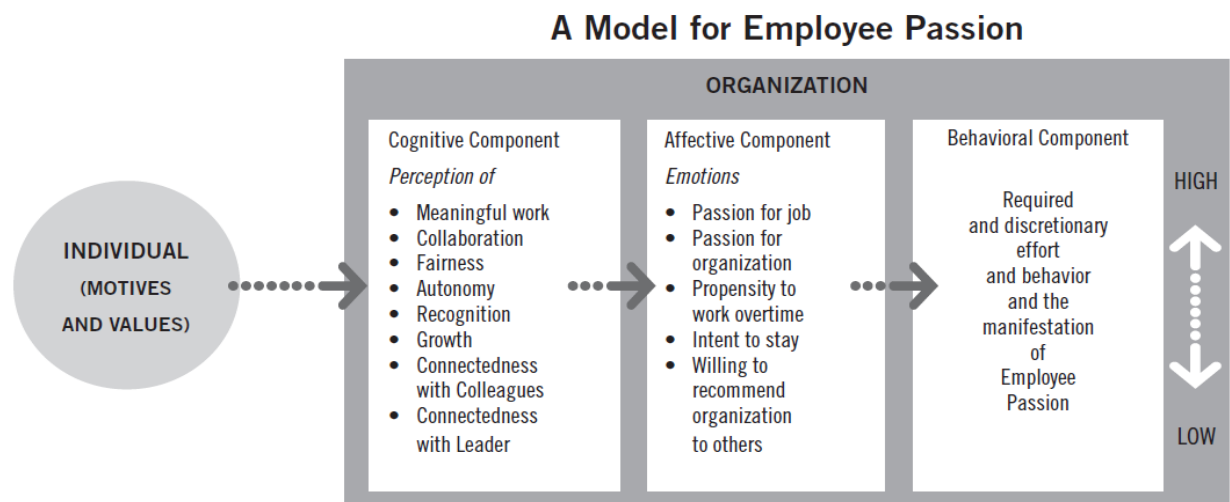 A Model for Employee Passion
ORGANIZATION
INDIVIDUAL
(MOTIVES
AND VALUES)
Cognitive Component
Perception of
• Meaningful work
• Collaboration
• Fairness
• Autonomy
• Recognition
• Growth
• Connectedness
with Colleagues
• Connectedness
with Leader
Affective Component
Emotions
• Passion for job
• Passion for
organization
• Propensity to
work overtime
• Intent to stay
• Willing to
recommend
organization
to others
Behavioral Component
Required
and discretionary
effort
and behavior
and the
manifestation
of
Employee
Passion
HIGH
LOW